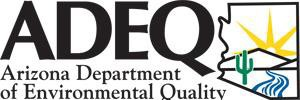 ADEQ
Arizona Department
of Environmental Quality